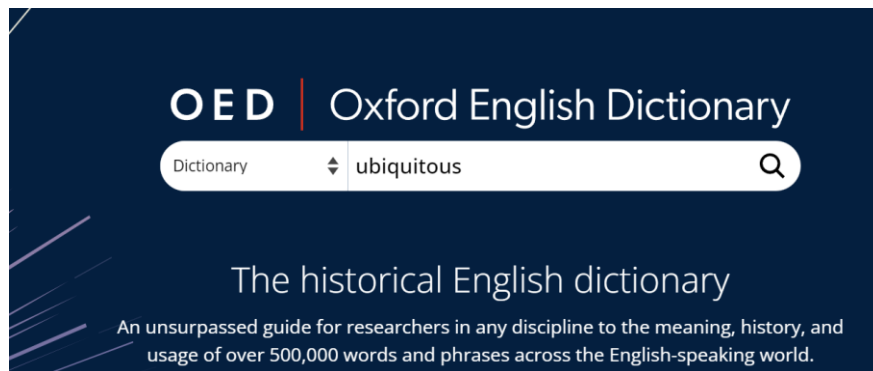 OED | Oxford English Dictionary
Dictionary ubiquitous
The historical English dictionary
An unsurpassed guide for researchers in any discipline to the meaning, history, and
usage of over 500,000 words and phrases across the English-speaking world.